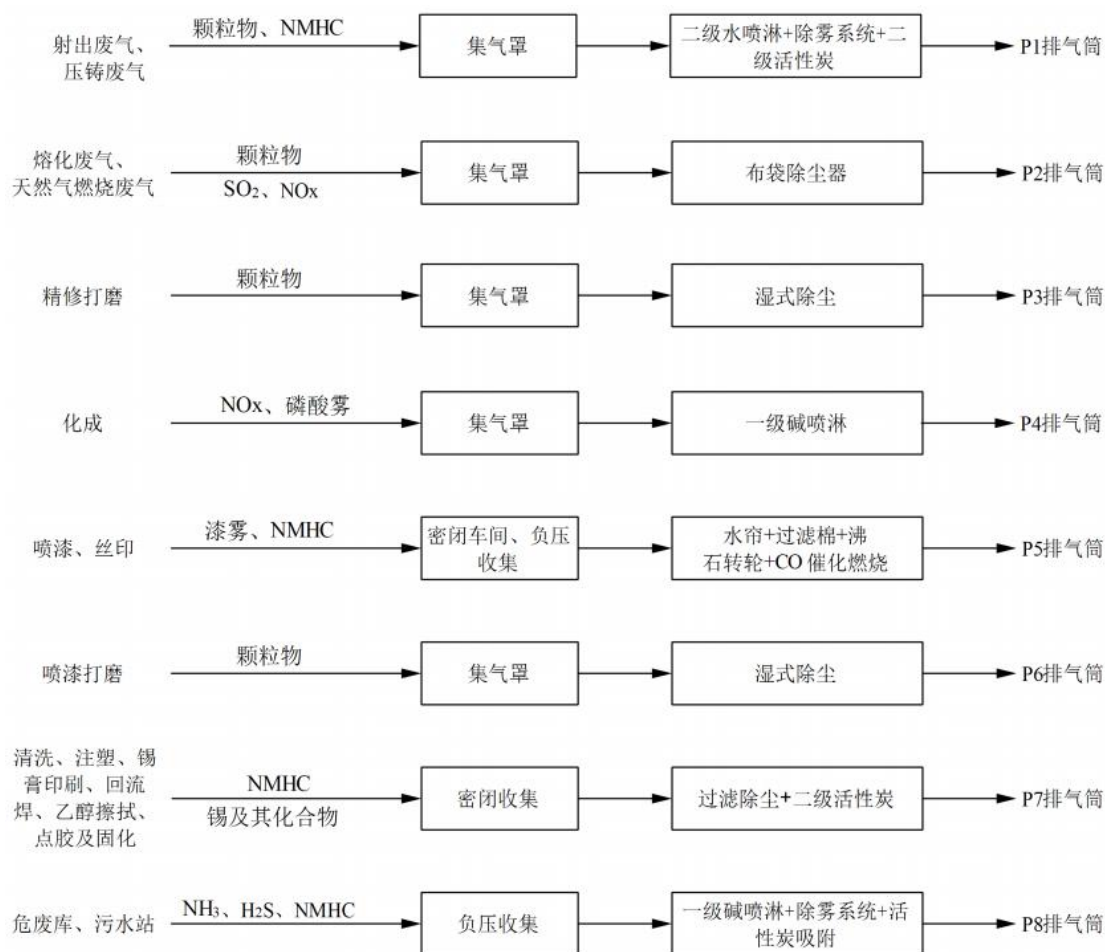 颗粒物、NMHC
射出废气、
压铸废气
集气罩
二级水喷淋+除雾系统+二
级活性炭
P1排气筒
熔化废气、
天然气燃烧废气
颗粒物
SO₂、NOx
集气罩
布袋除尘器
P2排气筒
精修打磨
颗粒物
集气罩
湿式除尘
P3排气筒
化成
NOx、磷酸雾
集气罩
一级碱喷淋
P4排气筒
喷漆、丝印
漆雾、NMHC
密闭车间、负压
收集
水帘+过滤棉+沸
石转轮+CO 催化燃烧
P5排气筒
喷漆打磨
颗粒物
集气罩
湿式除尘
P6排气筒
清洗、注塑、锡
膏印刷、回流
焊、乙醇擦拭、
点胶及固化
NMHC
锡及其化合物
密闭收集
过滤除尘+二级活性炭
P7排气筒
危废库、污水站
NH₃、H₂S、NMHC
负压收集
一级碱喷淋+除雾系统+活
性炭吸附
P8排气筒